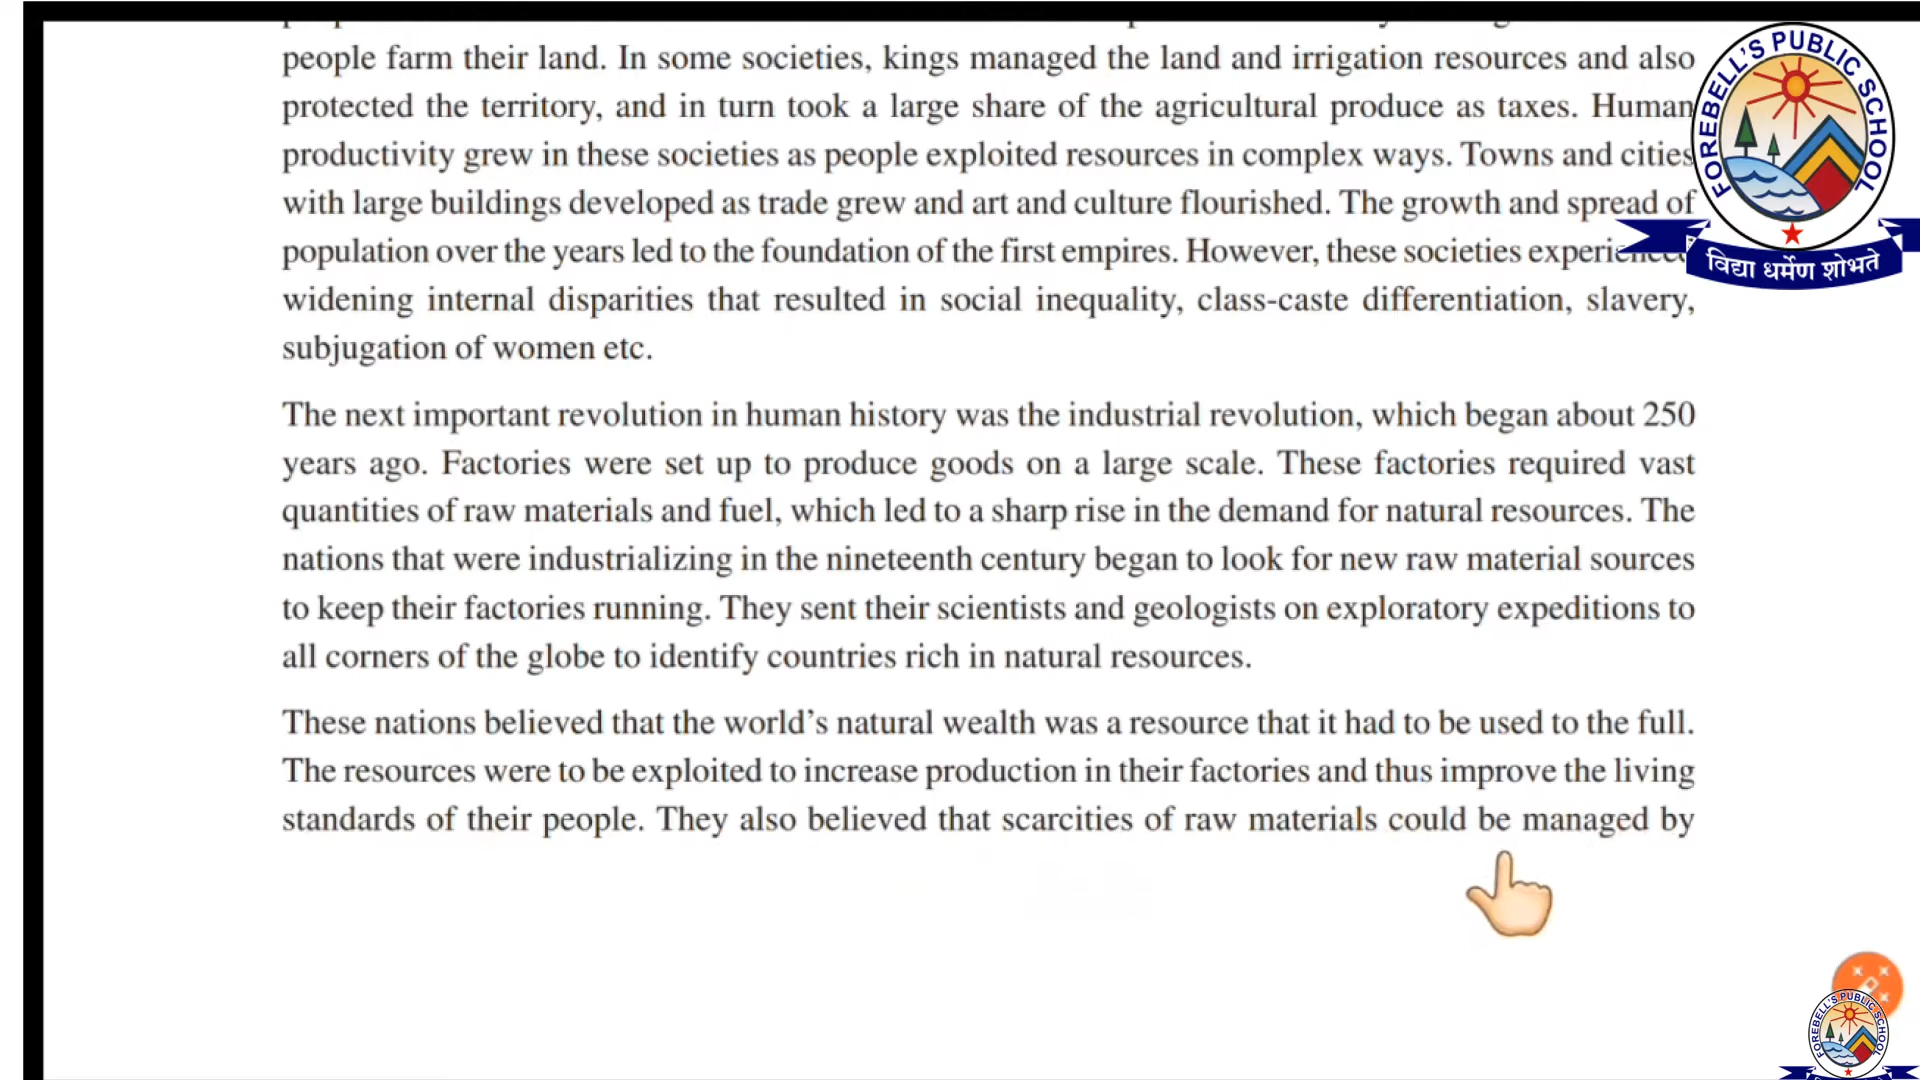 people farm their land. In some societies, kings managed the land and irrigation resources and also
protected the territory, and in turn took a large share of the agricultural produce as taxes. Human
productivity grew in these societies as people exploited resources in complex ways. Towns and cities
with large buildings developed as trade grew and art and culture flourished. The growth and spread of
population over the years led to the foundation of the first empires. However, these societies experienced
widening internal disparities that resulted in social inequality, class-caste differentiation, slavery,
subjugation of women etc.
The next important revolution in human history was the industrial revolution, which began about 250
years ago. Factories were set up to produce goods on a large scale. These factories required vast
quantities of raw materials and fuel, which led to a sharp rise in the demand for natural resources. The
nations that were industrializing in the nineteenth century began to look for new raw material sources
to keep their factories running. They sent their scientists and geologists on exploratory expeditions to
all corners of the globe to identify countries rich in natural resources.
These nations believed that the world’s natural wealth was a resource that it had to be used to the full.
The resources were to be exploited to increase production in their factories and thus improve the living
standards of their people. They also believed that scarcities of raw materials could be managed by
FOREBELL'S PUBLIC SCHOOL
विद्या धर्मेण शोभते
FOREBELL'S PUBLIC SCHOOL